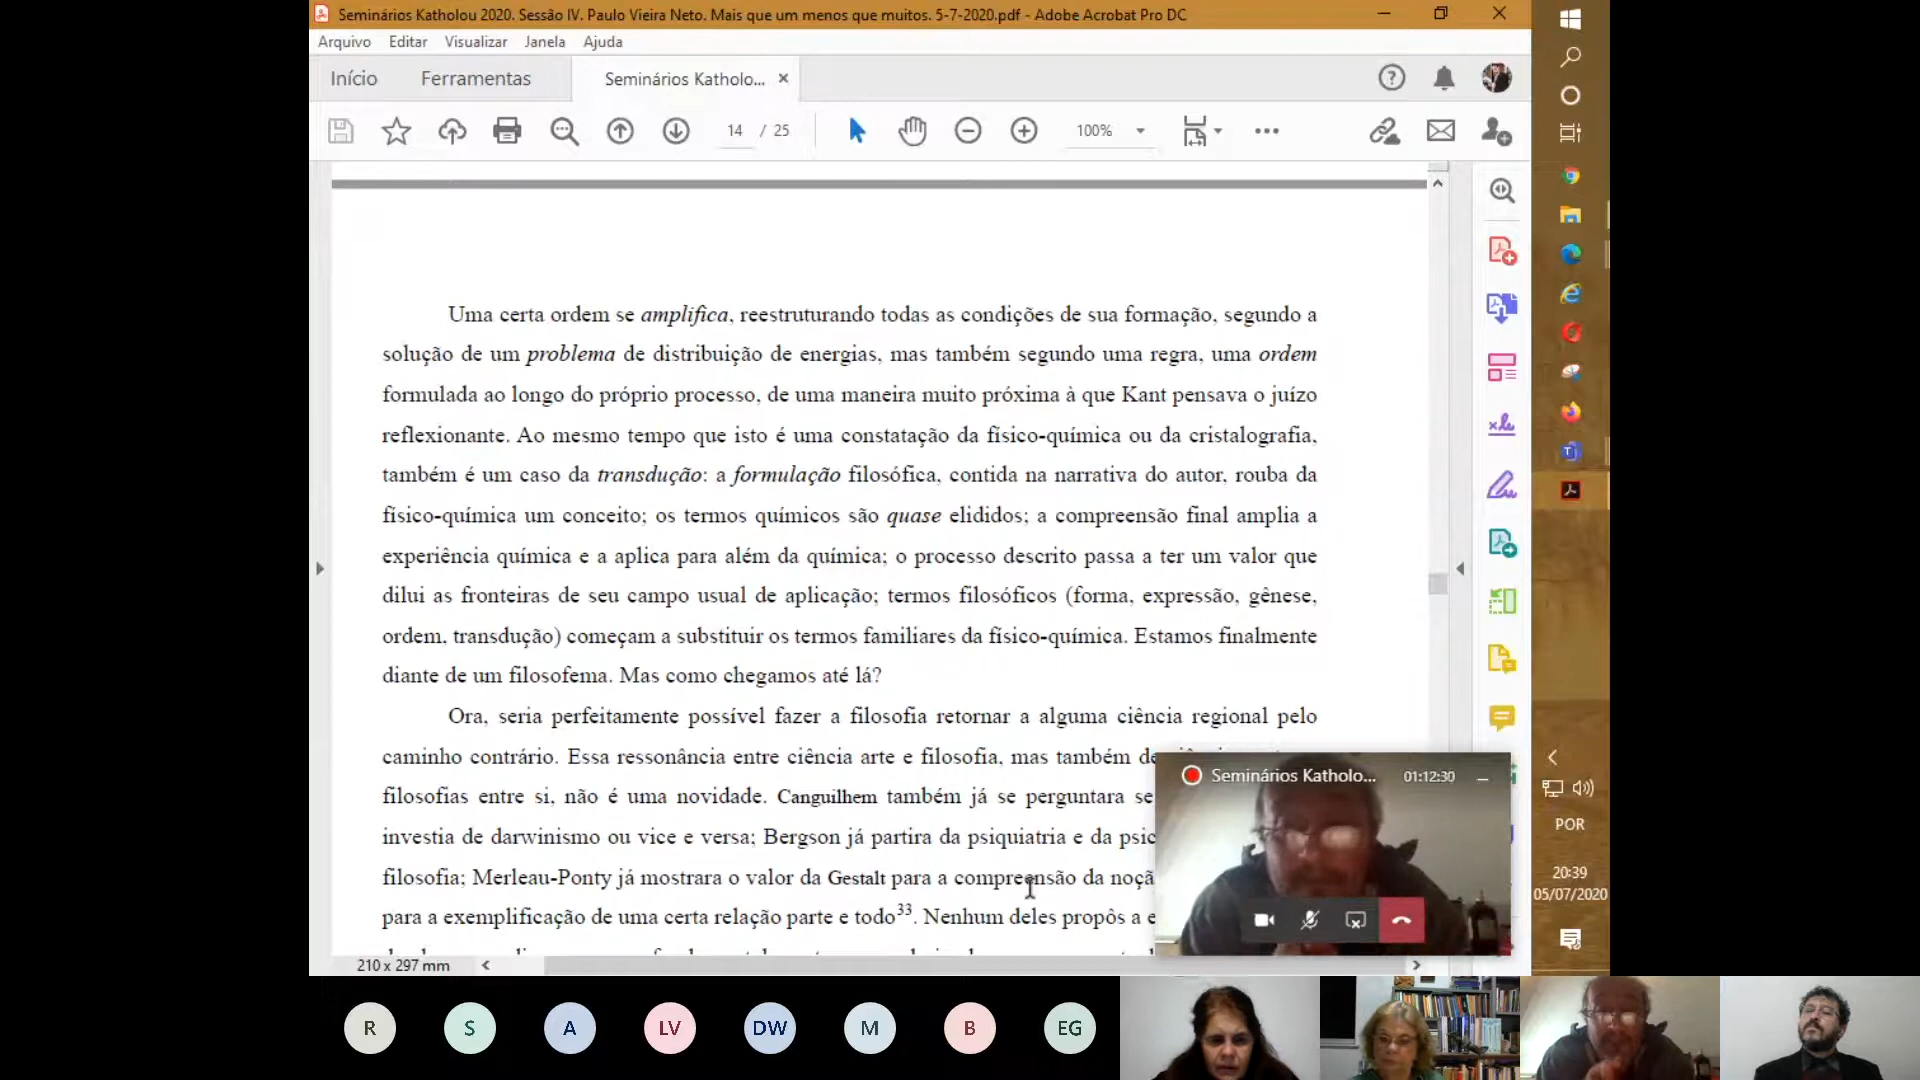 Seminários Katholou 2020. Sessão IV. Paulo Vieira Neto. Mais que um menos que muitos. 5-7-2020.pdf - Adobe Acrobat Pro DC
Arquivo Editar Visualizar Janela Ajuda
Início Ferramentas Seminários Katholo...
14 / 25 100%
Uma certa ordem se amplifica, reestruturando todas as condições de sua formação, segundo a
solução de um problema de distribuição de energias, mas também segundo uma regra, uma ordem
formulada ao longo do próprio processo, de uma maneira muito próxima à que Kant pensava o juízo
reflexionante. Ao mesmo tempo que isto é uma constatação da físico-química ou da cristalografia,
também é um caso da transdução: a formulação filosófica, contida na narrativa do autor, rouba da
físico-química um conceito; os termos químicos são quase elididos; a compreensão final amplia a
experiência química e a aplica para além da química; o processo descrito passa a ter um valor que
dilui as fronteiras de seu campo usual de aplicação; termos filosóficos (forma, expressão, gênese,
ordem, transdução) começam a substituir os termos familiares da físico-química. Estamos finalmente
diante de um filosofema. Mas como chegamos até lá?
Ora, seria perfeitamente possível fazer a filosofia retornar a alguma ciência regional pelo
caminho contrário. Essa ressonância entre ciência arte e filosofia, mas também de
filosofias entre si, não é uma novidade. Canguilhem também já se perguntara se
investia de darwinismo ou vice e versa; Bergson já partira da psiquiatria e da psic
filosofia; Merleau-Ponty já mostrara o valor da Gestalt para a compreensão da noçã
para a exemplificação de uma certa relação parte e todo33. Nenhum deles propôs a e
Seminários Katholo... 01:12:30
210 x 297 mm
POR
20:39
05/07/2020
R S A LV DW M B EG